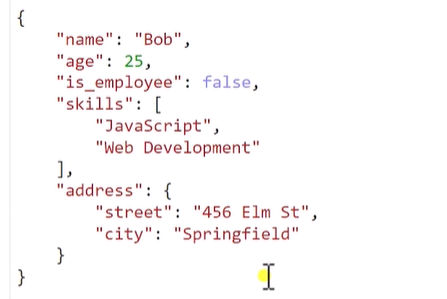 {
    "name": "Bob",
    "age": 25,
    "is_employee": false,
    "skills": [
        "JavaScript",
        "Web Development"
    ],
    "address": {
        "street": "456 Elm St",
        "city": "Springfield"
    }
}